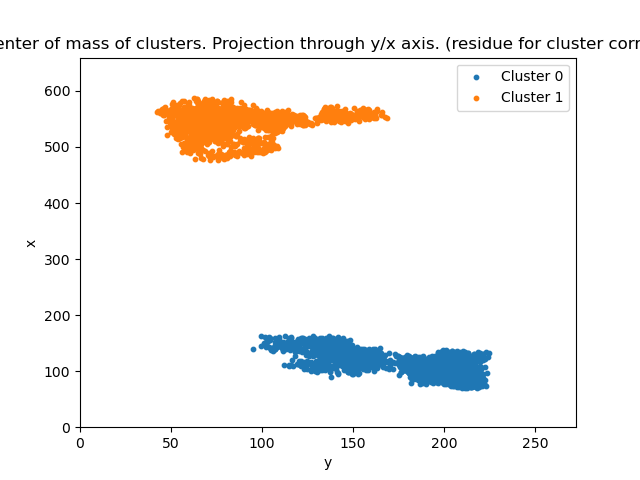 enter of mass of clusters. Projection through y/x axis. (residue for cluster corr
Cluster 0
Cluster 1
600
500
400
300
200
100
0
x
0 50 100 150 200 250
y